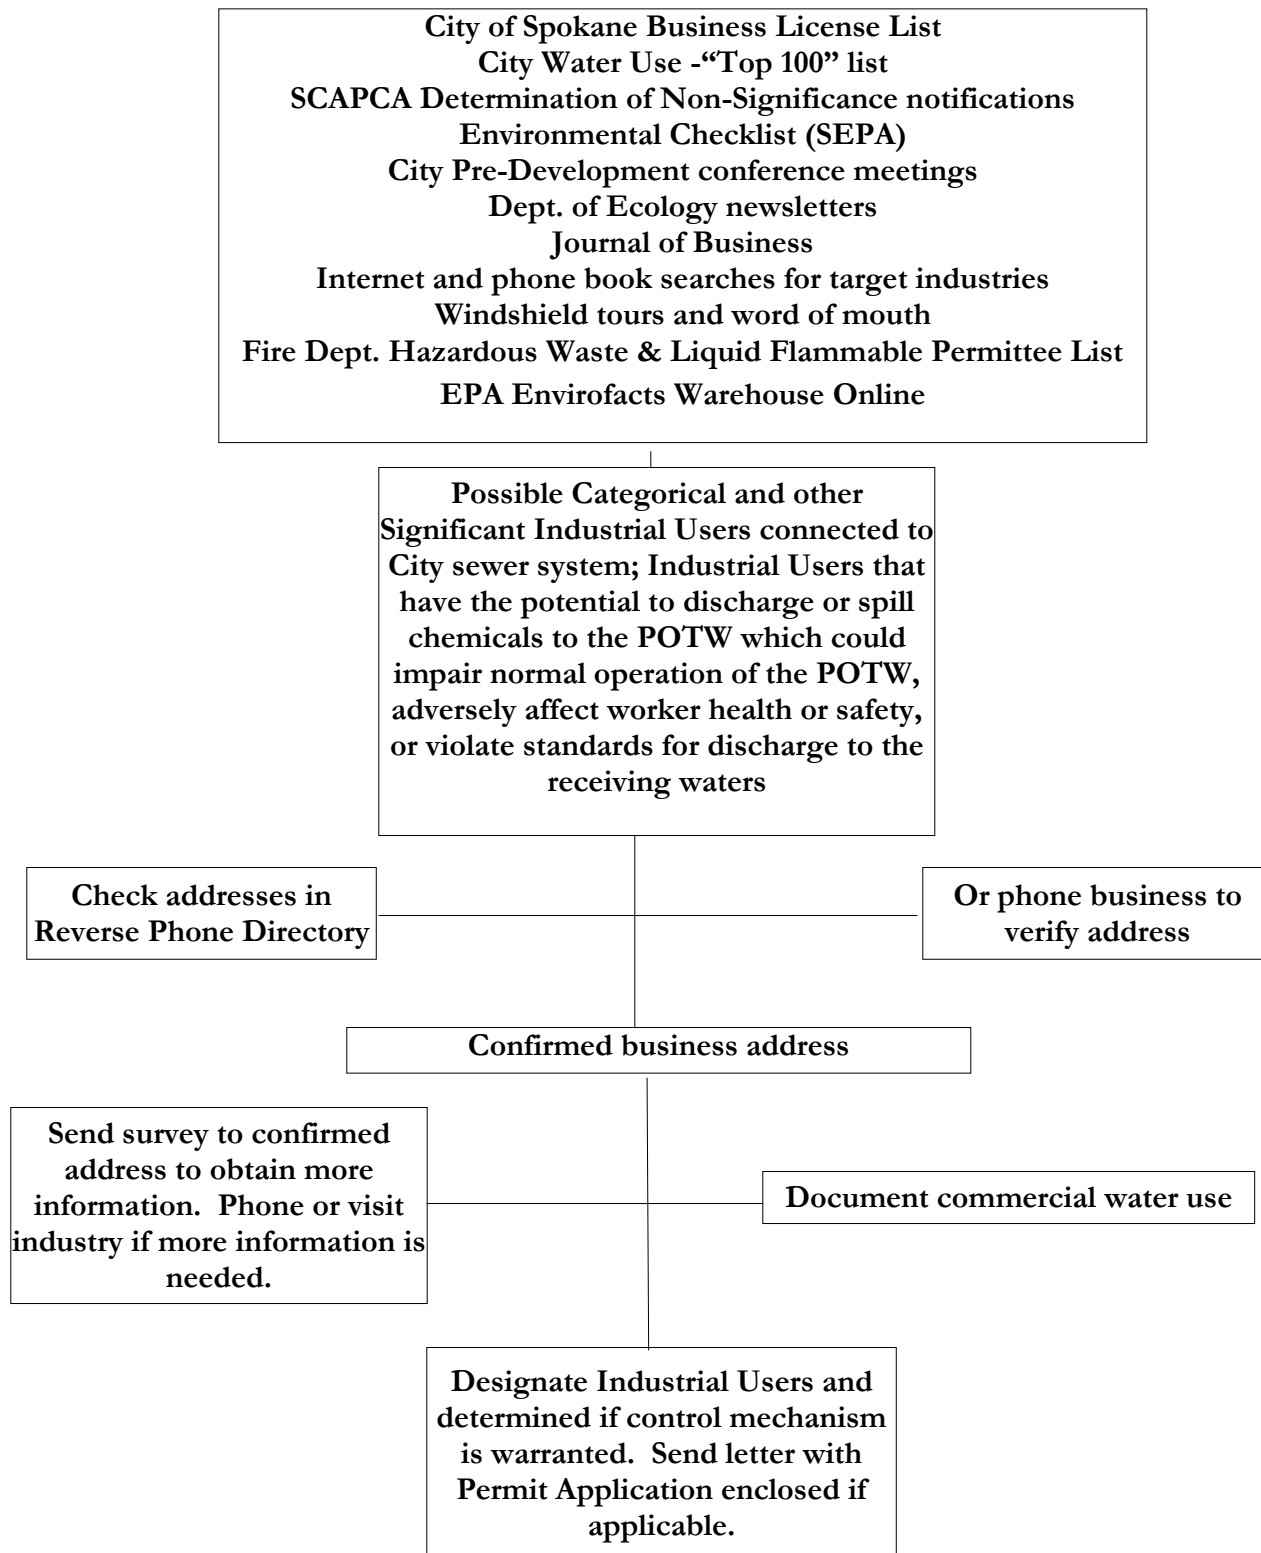 City of Spokane Business License List
City Water Use -“Top 100” list
SCAPCA Determination of Non-Significance notifications
Environmental Checklist (SEPA)
City Pre-Development conference meetings
Dept. of Ecology newsletters
Journal of Business
Internet and phone book searches for target industries
Windshield tours and word of mouth
Fire Dept. Hazardous Waste & Liquid Flammable Permittee List
EPA Envirofacts Warehouse Online
Possible Categorical and other
Significant Industrial Users connected to
City sewer system; Industrial Users that
have the potential to discharge or spill
chemicals to the POTW which could
impair normal operation of the POTW,
adversely affect worker health or safety,
or violate standards for discharge to the
receiving waters
Check addresses in
Reverse Phone Directory
Or phone business to
verify address
Confirmed business address
Send survey to confirmed
address to obtain more
information.  Phone or visit
industry if more information is
needed.
Document commercial water use
Designate Industrial Users and
determined if control mechanism
is warranted.  Send letter with
Permit Application enclosed if
applicable.